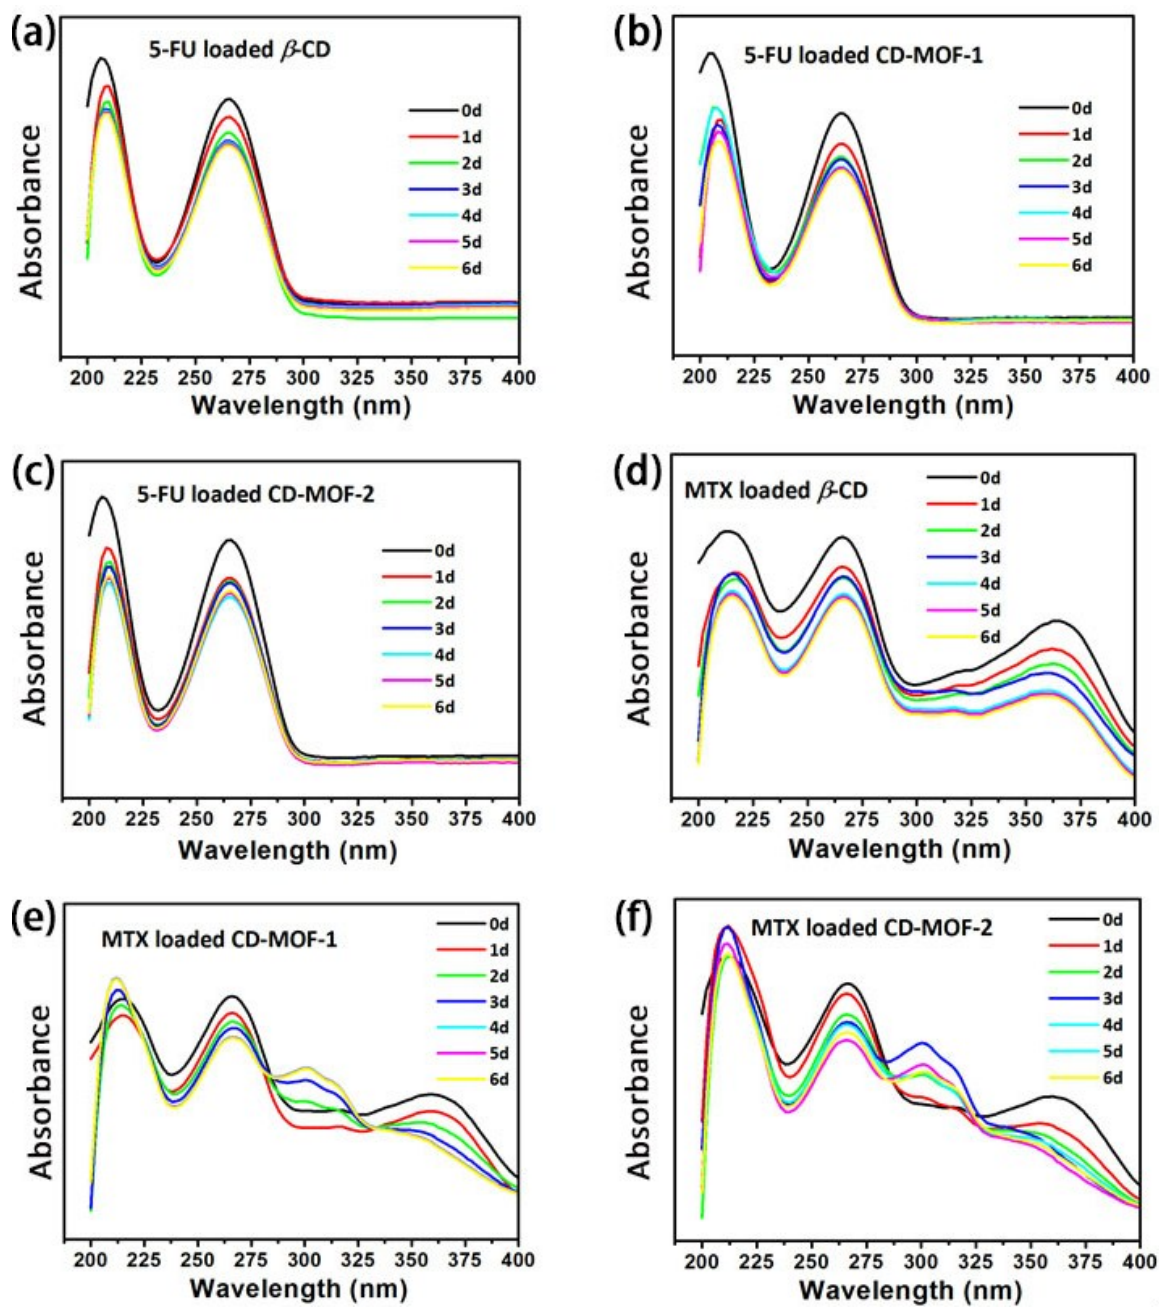 (a)
5-FU loaded β-CD
0d
1d
2d
3d
4d
5d
6d
Absorbance
200 225 250 275 300 325 350 375 400
Wavelength (nm)
(b)
5-FU loaded CD-MOF-1
0d
1d
2d
3d
4d
5d
6d
Absorbance
200 225 250 275 300 325 350 375 400
Wavelength (nm)
(c)
5-FU loaded CD-MOF-2
0d
1d
2d
3d
4d
5d
6d
Absorbance
200 225 250 275 300 325 350 375 400
Wavelength (nm)
(d)
MTX loaded β-CD
0d
1d
2d
3d
4d
5d
6d
Absorbance
200 225 250 275 300 325 350 375 400
Wavelength (nm)
(e)
MTX loaded CD-MOF-1
0d
1d
2d
3d
4d
5d
6d
Absorbance
200 225 250 275 300 325 350 375 400
Wavelength (nm)
(f)
MTX loaded CD-MOF-2
0d
1d
2d
3d
4d
5d
6d
Absorbance
200 225 250 275 300 325 350 375 400
Wavelength (nm)